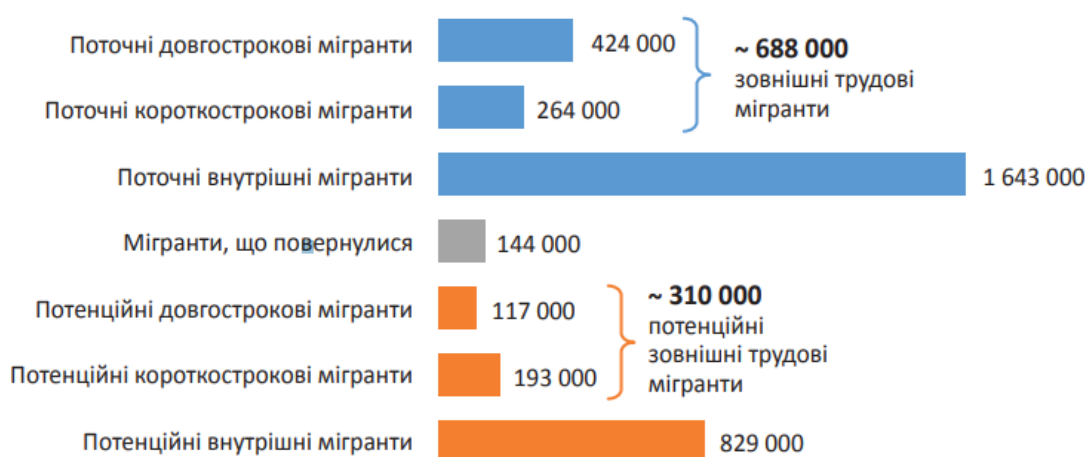 Поточні довгострокові мігранти 424 000
~ 688 000
зовнішні трудові
мігранти
Поточні короткострокові мігранти 264 000
Поточні внутрішні мігранти 1 643 000
Мігранти, що повернулися 144 000
Потенційні довгострокові мігранти 117 000
~ 310 000
потенційні
зовнішні трудові
мігранти
Потенційні короткострокові мігранти 193 000
Потенційні внутрішні мігранти 829 000